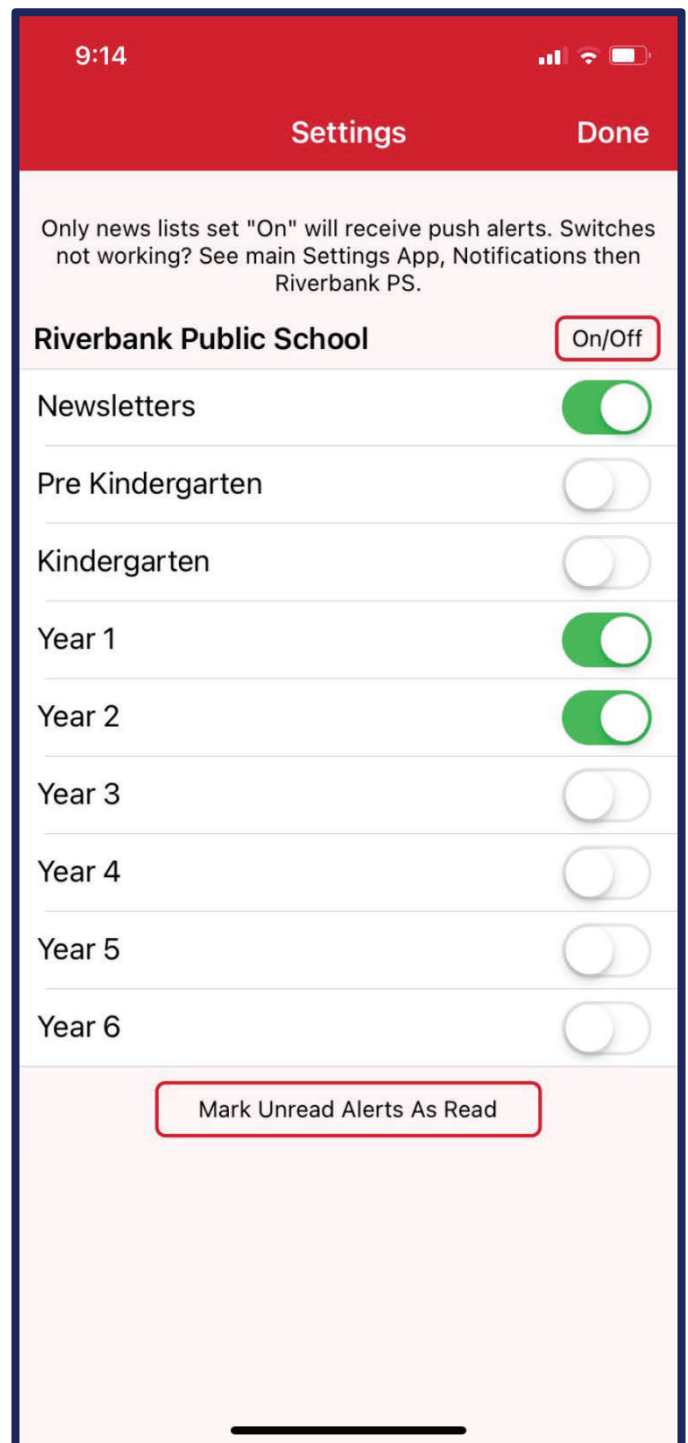 9:14
Settings
Done
Only news lists set "On" will receive push alerts. Switches
not working? See main Settings App, Notifications then
Riverbank PS.
Riverbank Public School
On/Off
Newsletters
Pre Kindergarten
Kindergarten
Year 1
Year 2
Year 3
Year 4
Year 5
Year 6
Mark Unread Alerts As Read